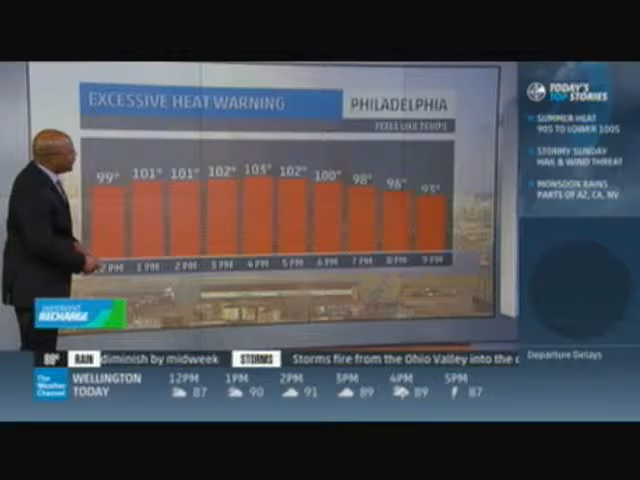 EXCESSIVE HEAT WARNING
PHILADELPHIA
FEELS LIKE TEMPS
99° 101° 101° 102° 103° 102° 100° 98° 96° 93°
2 PM 1 PM 2 PM 3 PM 4 PM 5 PM 6 PM 7 PM 8 PM 9 PM
TODAY'S
TOP STORIES
SUMMER HEAT
90S TO LOWER 100S
STORMY SUNDAY
HAIL & WIND THREAT
MONSOON RAINS
PARTS OF AZ, CA, NV
RECHARGE
Departure Delays
RAIN diminish by midweek STORMS Storms fire from the Ohio Valley into the
The Weather Channel
WELLINGTON
TODAY
12PM 1PM 2PM 3PM 4PM 5PM
87 90 91 89 89 87